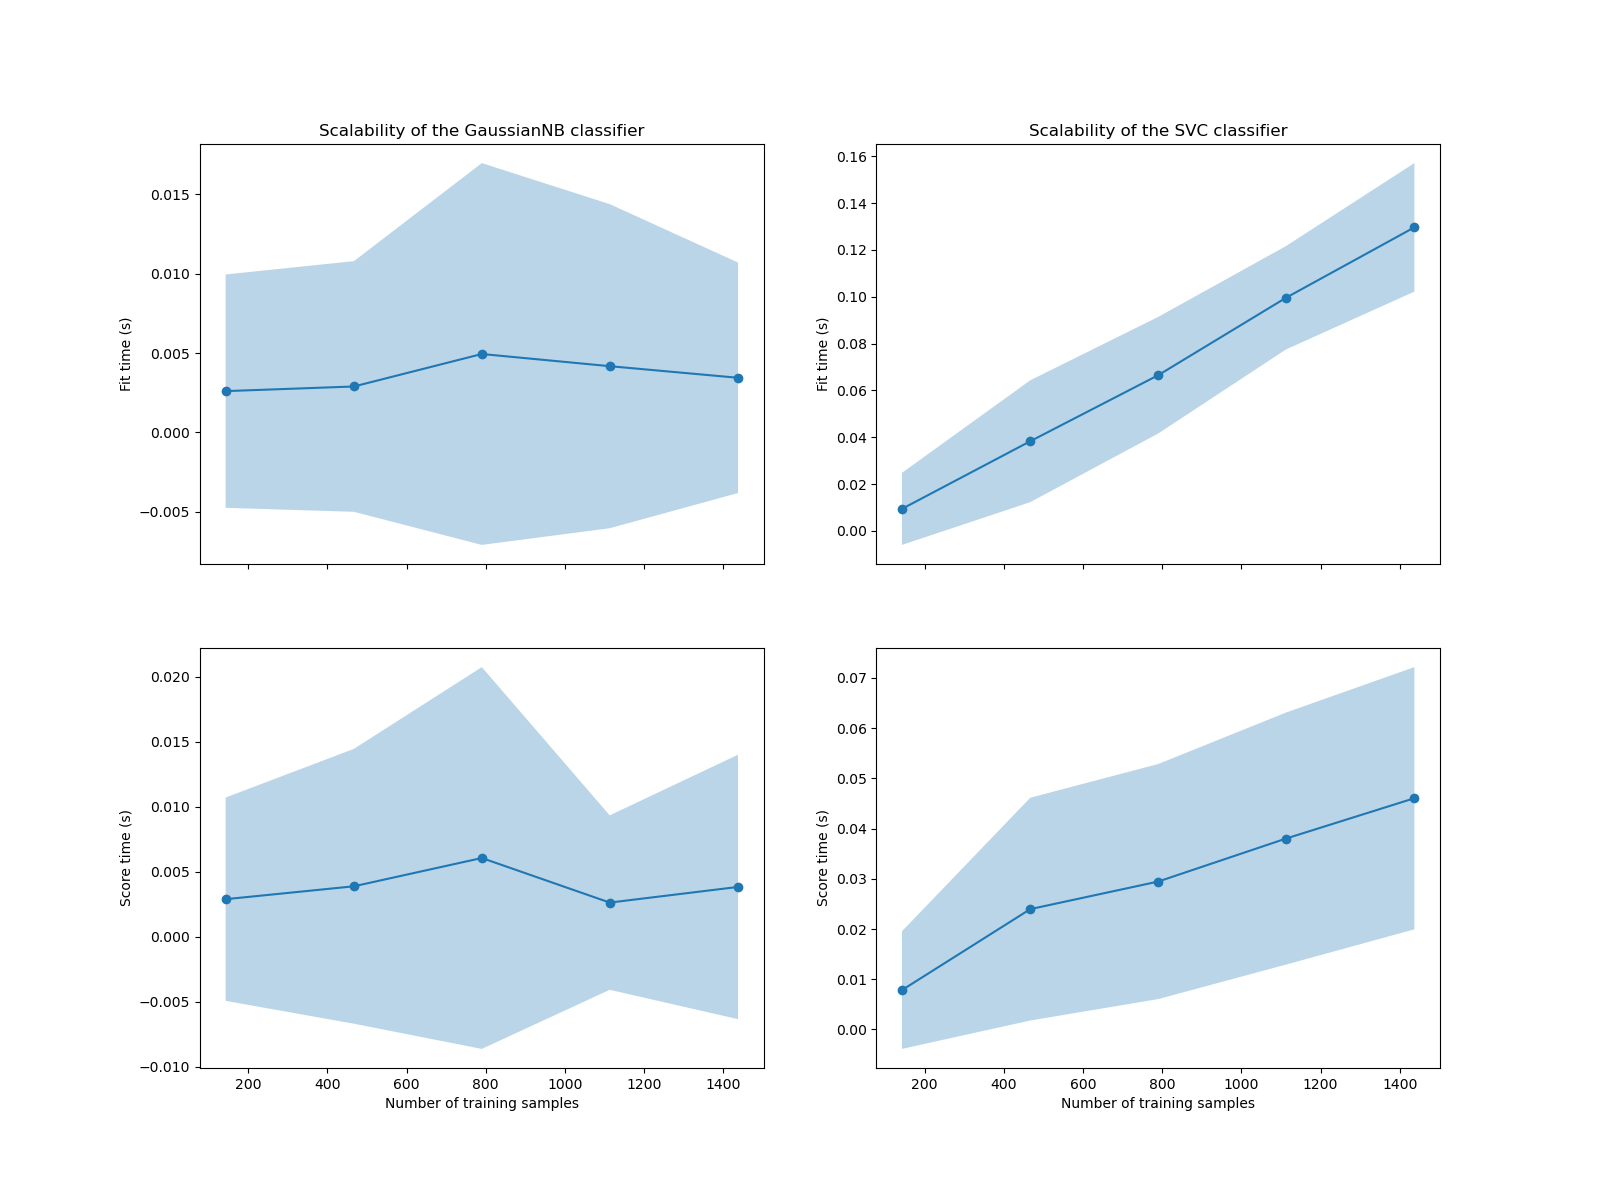 Scalability of the GaussianNB classifier
0.015
0.010
0.005
0.000
−0.005
Fit time (s)
Scalability of the SVC classifier
0.16
0.14
0.12
0.10
0.08
0.06
0.04
0.02
0.00
Fit time (s)
0.020
0.015
0.010
0.005
0.000
−0.005
−0.010
Score time (s)
200 400 600 800 1000 1200 1400
Number of training samples
0.07
0.06
0.05
0.04
0.03
0.02
0.01
0.00
Score time (s)
200 400 600 800 1000 1200 1400
Number of training samples